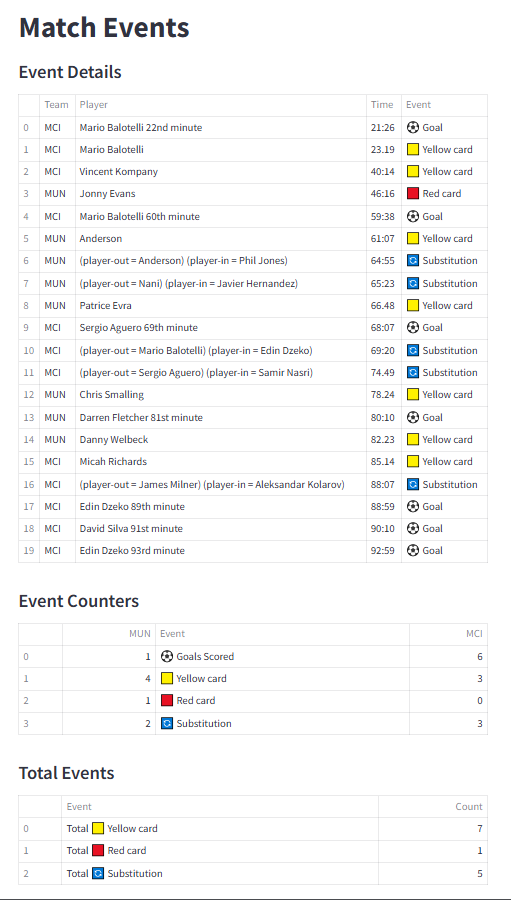 Match Events
Event Details
Team Player Time Event
0 MCI Mario Balotelli 22nd minute 21:26 Goal
1 MCI Mario Balotelli 23.19 Yellow card
2 MCI Vincent Kompany 40:14 Yellow card
3 MUN Jonny Evans 46:16 Red card
4 MCI Mario Balotelli 60th minute 59:38 Goal
5 MUN Anderson 61:07 Yellow card
6 MUN (player-out = Anderson) (player-in = Phil Jones) 64:55 Substitution
7 MUN (player-out = Nani) (player-in = Javier Hernandez) 65:23 Substitution
8 MUN Patrice Evra 66.48 Yellow card
9 MCI Sergio Aguero 69th minute 68:07 Goal
10 MCI (player-out = Mario Balotelli) (player-in = Edin Dzeko) 69:20 Substitution
11 MCI (player-out = Sergio Aguero) (player-in = Samir Nasri) 74.49 Substitution
12 MUN Chris Smalling 78.24 Yellow card
13 MUN Darren Fletcher 81st minute 80:10 Goal
14 MUN Danny Welbeck 82.23 Yellow card
15 MCI Micah Richards 85.14 Yellow card
16 MCI (player-out = James Milner) (player-in = Aleksandar Kolarov) 88:07 Substitution
17 MCI Edin Dzeko 89th minute 88:59 Goal
18 MCI David Silva 91st minute 90:10 Goal
19 MCI Edin Dzeko 93rd minute 92:59 Goal
Event Counters
MUN Event MCI
0 1 Goals Scored 6
1 4 Yellow card 3
2 1 Red card 0
3 2 Substitution 3
Total Events
Event Count
0 Total Yellow card 7
1 Total Red card 1
2 Total Substitution 5